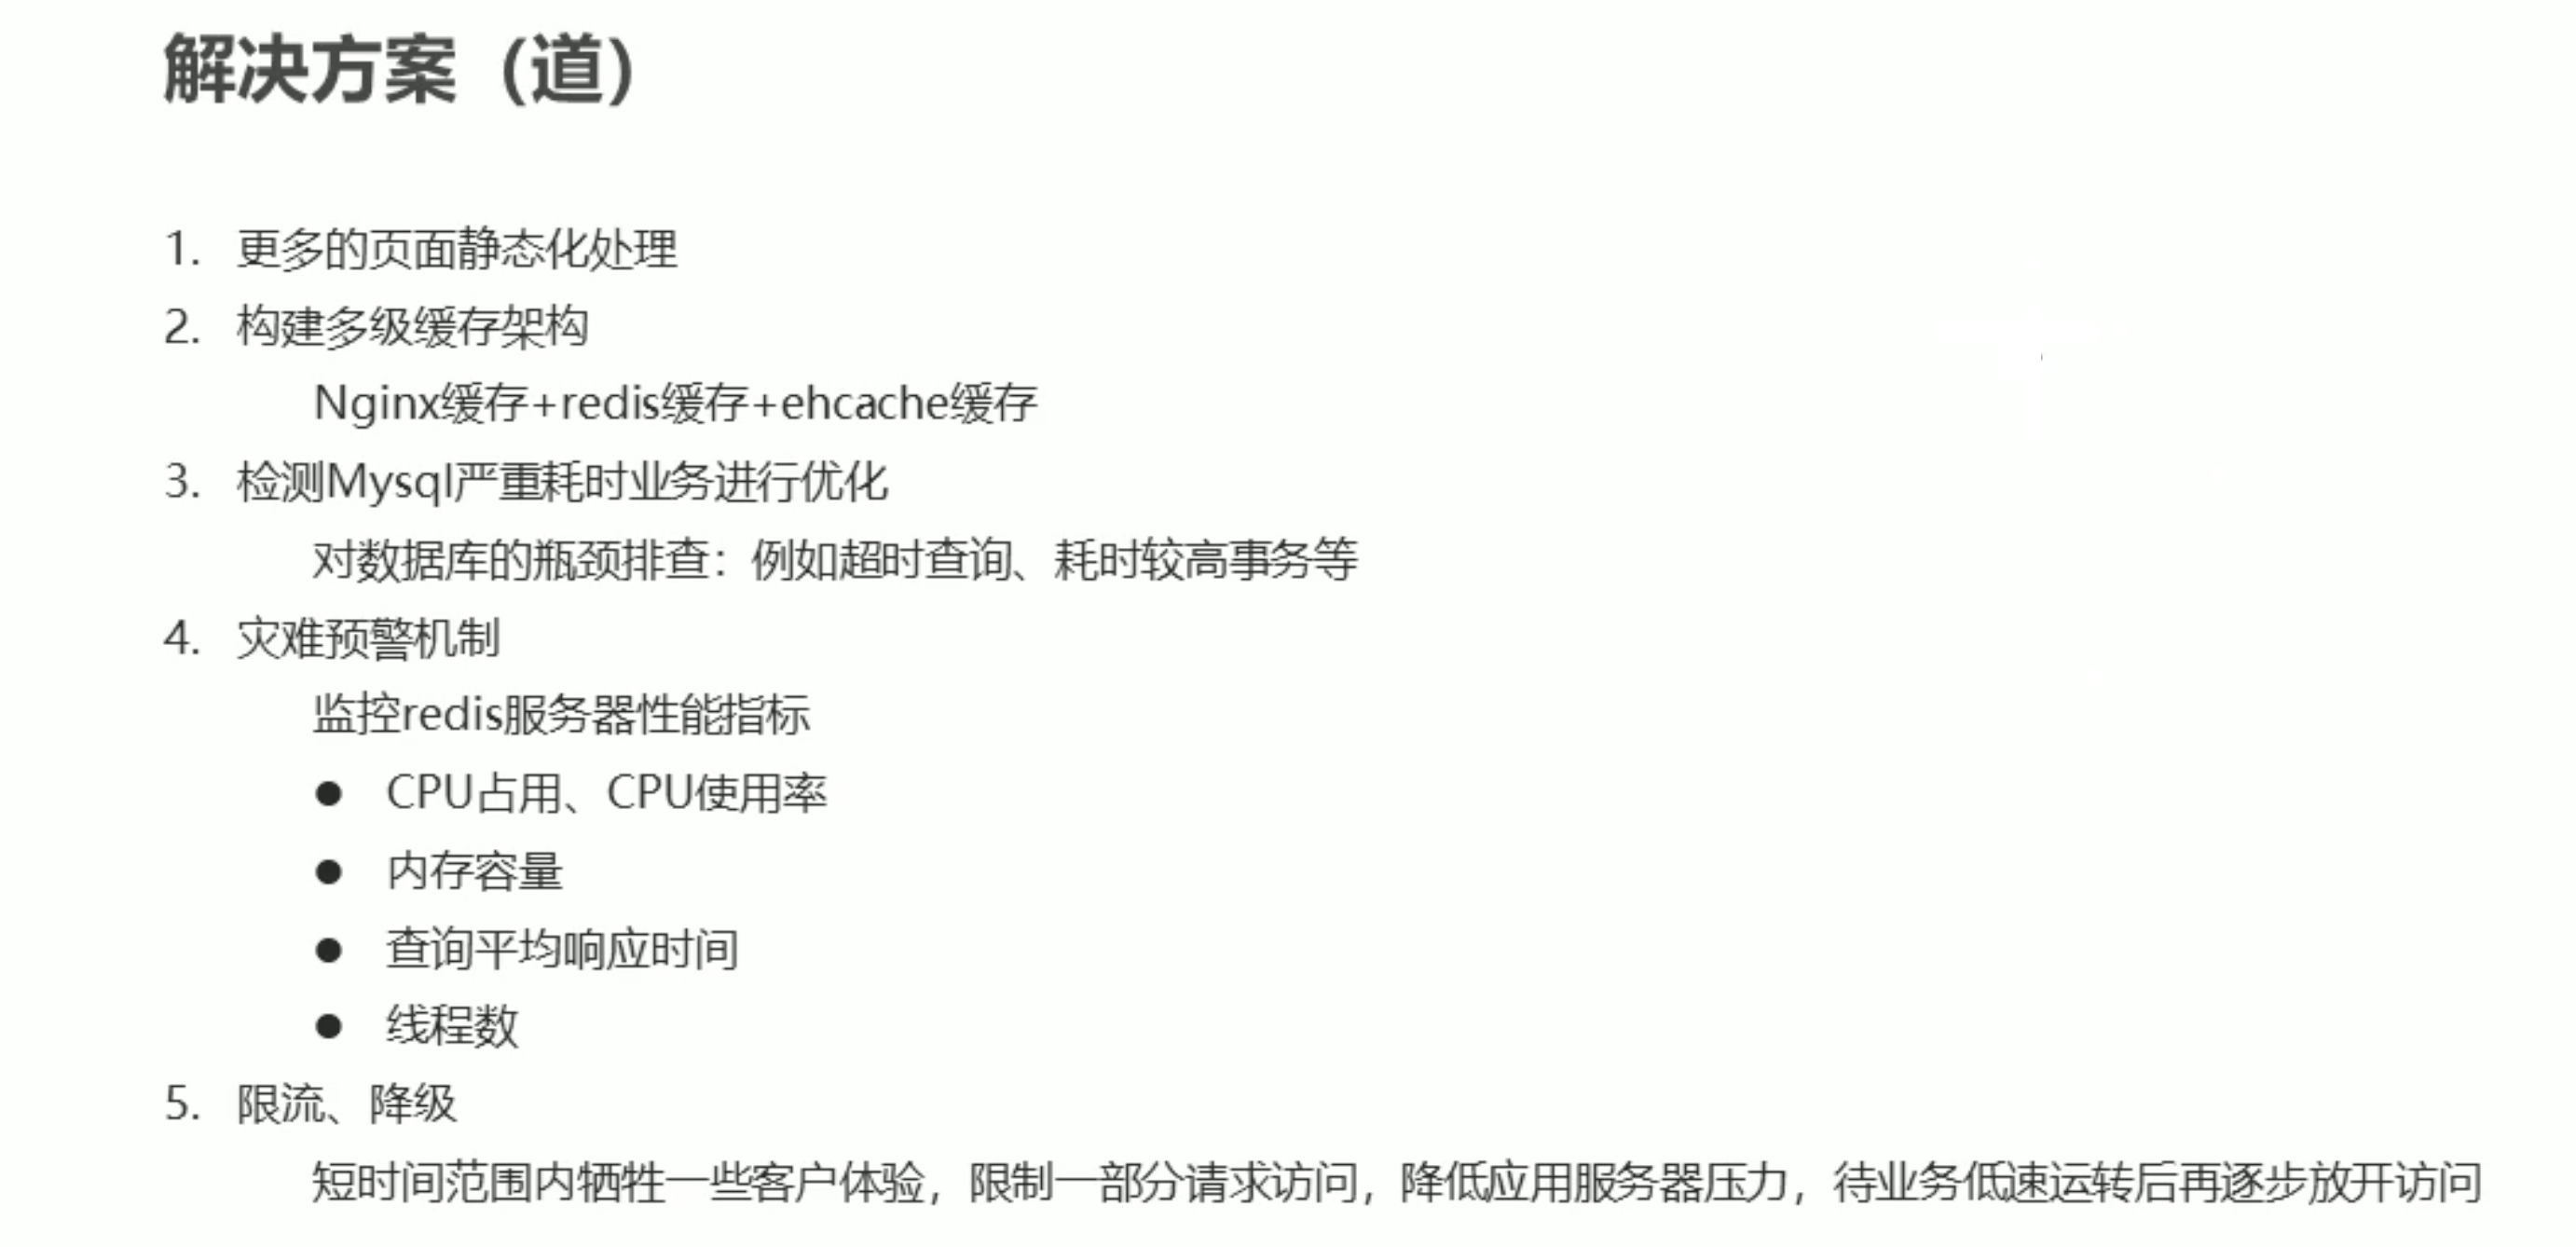 解决方案（道）
1. 更多的页面静态化处理
2. 构建多级缓存架构
Nginx缓存+redis缓存+ehcache缓存
3. 检测Mysql严重耗时业务进行优化
对数据库的瓶颈排查：例如超时查询、耗时较高事务等
4. 灾难预警机制
监控redis服务器性能指标
● CPU占用、CPU使用率
● 内存容量
● 查询平均响应时间
● 线程数
5. 限流、降级
短时间范围内牺牲一些客户体验，限制一部分请求访问，降低应用服务器压力，待业务低速运转后再逐步放开访问